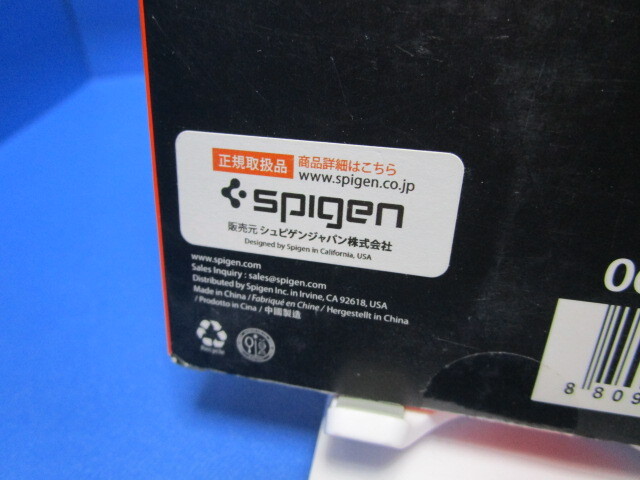 正規取扱品 商品詳細はこちら
www.spigen.co.jp
spigen
販売元 シュピゲンジャパン株式会社
Designed by Spigen in California, USA
www.spigen.com
Sales Inquiry : sales@spigen.com
Distributed by Spigen Inc. in Irvine, CA 92618, USA
Made in China / Fabriqué en Chine / Hergestellt in China
/ Prodotto in Cina / 中國製造
Recycle
8 809